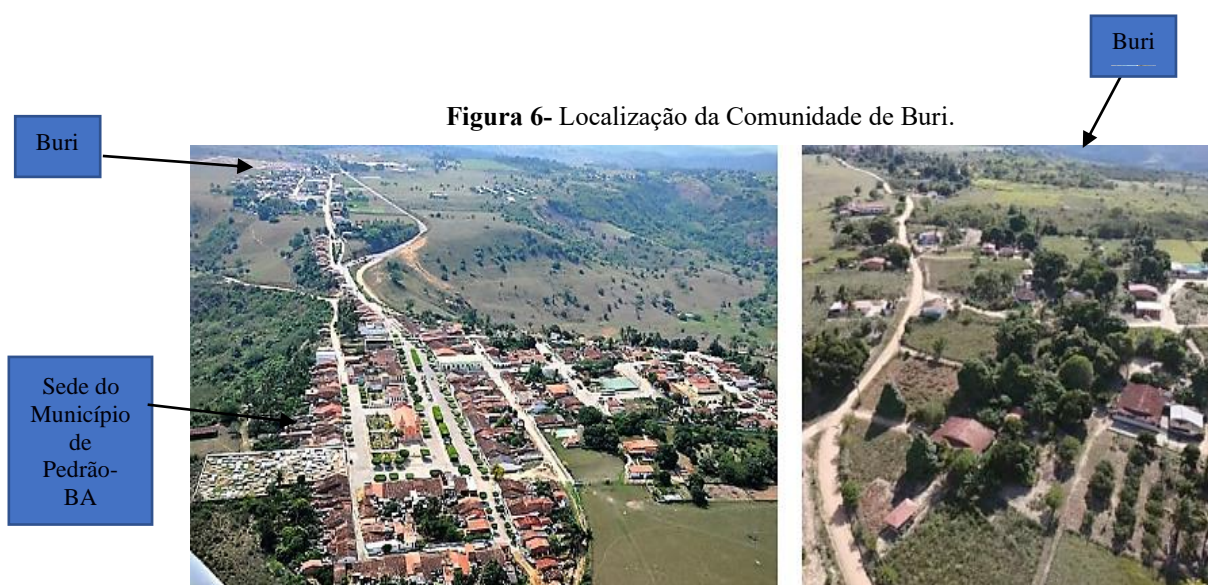 Buri
Figura 6- Localização da Comunidade de Buri.
Buri
Sede do
Município
de
Pedrão-
BA